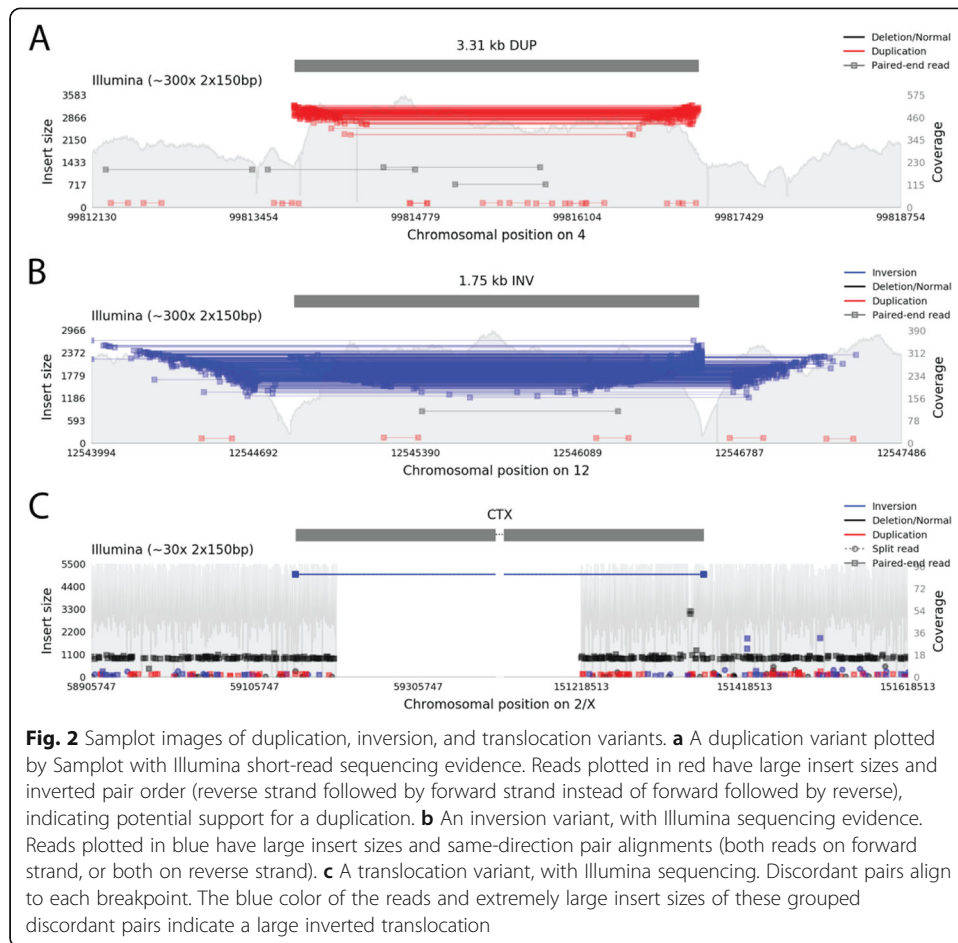 A
3.31 kb DUP
Deletion/Normal
Duplication
Paired-end read
Illumina (~300x 2x150bp)
3583
2866
2150
1433
717
0
Insert size
575
460
345
230
115
0
Coverage
99812130 99813454 99814779 99816104 99817429 99818754
Chromosomal position on 4
B
1.75 kb INV
Inversion
Deletion/Normal
Duplication
Paired-end read
Illumina (~300x 2x150bp)
2966
2372
1779
1186
593
0
Insert size
390
312
234
156
78
0
Coverage
12543994 12544692 12545390 12546089 12546787 12547486
Chromosomal position on 12
C
CTX
Inversion
Deletion/Normal
Duplication
Split read
Paired-end read
Illumina (~30x 2x150bp)
5500
4400
3300
2200
1100
0
Insert size
90
72
54
36
18
0
Coverage
58905747 59105747 59305747 151218513 151418513 151618513
Chromosomal position on 2/X
Fig. 2 Samplot images of duplication, inversion, and translocation variants. a A duplication variant plotted
by Samplot with Illumina short-read sequencing evidence. Reads plotted in red have large insert sizes and
inverted pair order (reverse strand followed by forward strand instead of forward followed by reverse),
indicating potential support for a duplication. b An inversion variant, with Illumina sequencing evidence.
Reads plotted in blue have large insert sizes and same-direction pair alignments (both reads on forward
strand, or both on reverse strand). c A translocation variant, with Illumina sequencing. Discordant pairs align
to each breakpoint. The blue color of the reads and extremely large insert sizes of these grouped
discordant pairs indicate a large inverted translocation